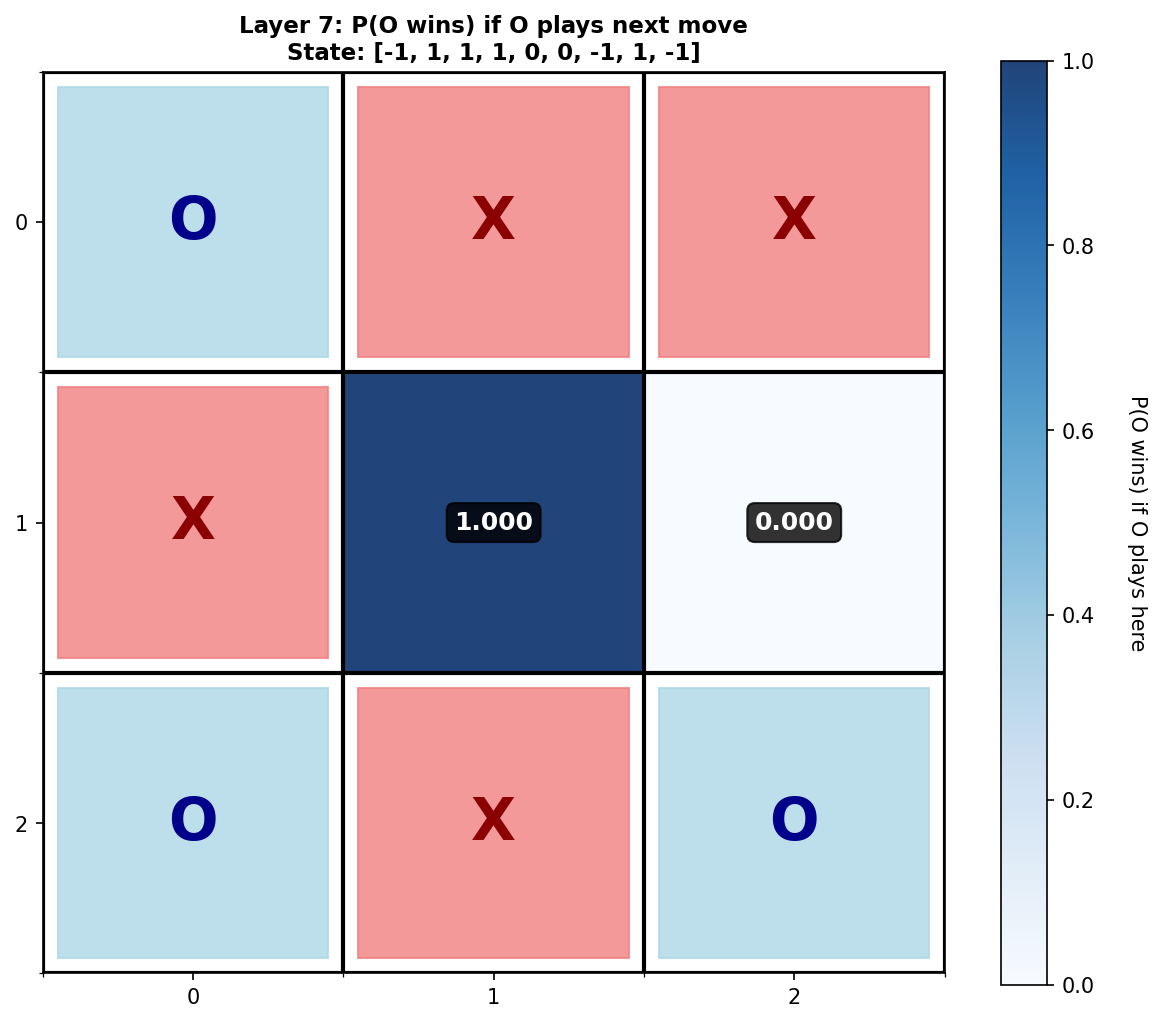 Layer 7: P(O wins) if O plays next move
State: [-1, 1, 1, 1, 0, 0, -1, 1, -1]
0
O
X
X
1
X
1.000
0.000
2
O
X
O
0
1
2
1.0
0.8
0.6
0.4
0.2
0.0
P(O wins) if O plays here